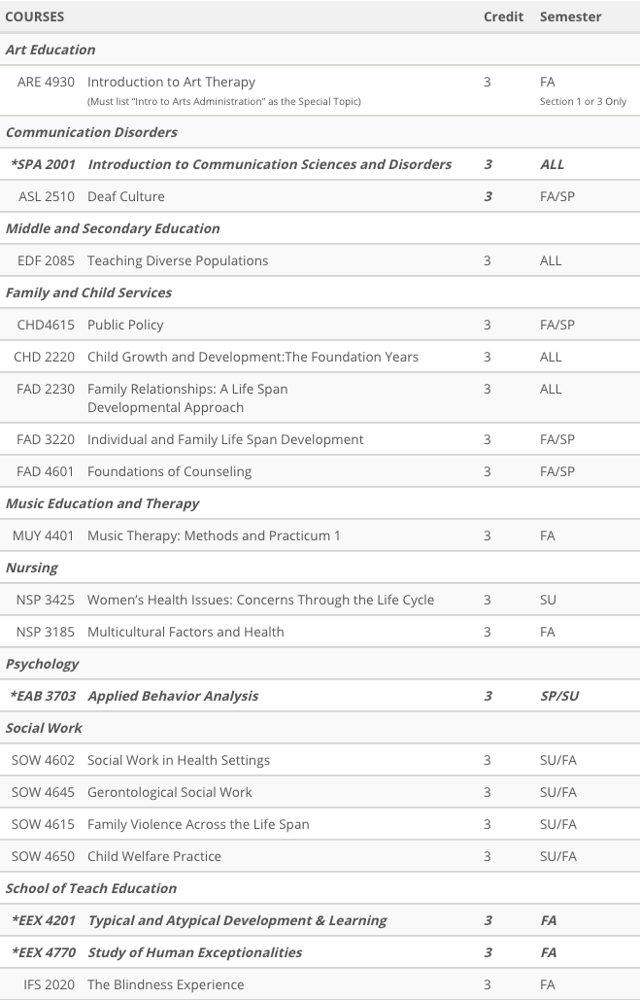 COURSES Credit Semester
Art Education
ARE 4930 Introduction to Art Therapy 3 FA
(Must list “Intro to Arts Administration” as the Special Topic) Section 1 or 3 Only
Communication Disorders
*SPA 2001 Introduction to Communication Sciences and Disorders 3 ALL
ASL 2510 Deaf Culture 3 FA/SP
Middle and Secondary Education
EDF 2085 Teaching Diverse Populations 3 ALL
Family and Child Services
CHD4615 Public Policy 3 FA/SP
CHD 2220 Child Growth and Development:The Foundation Years 3 ALL
FAD 2230 Family Relationships: A Life Span 3 ALL
Developmental Approach
FAD 3220 Individual and Family Life Span Development 3 FA/SP
FAD 4601 Foundations of Counseling 3 FA/SP
Music Education and Therapy
MUY 4401 Music Therapy: Methods and Practicum 1 3 FA
Nursing
NSP 3425 Women’s Health Issues: Concerns Through the Life Cycle 3 SU
NSP 3185 Multicultural Factors and Health 3 FA
Psychology
*EAB 3703 Applied Behavior Analysis 3 SP/SU
Social Work
SOW 4602 Social Work in Health Settings 3 SU/FA
SOW 4645 Gerontological Social Work 3 SU/FA
SOW 4615 Family Violence Across the Life Span 3 SU/FA
SOW 4650 Child Welfare Practice 3 SU/FA
School of Teach Education
*EEX 4201 Typical and Atypical Development & Learning 3 FA
*EEX 4770 Study of Human Exceptionalities 3 FA
IFS 2020 The Blindness Experience 3 FA